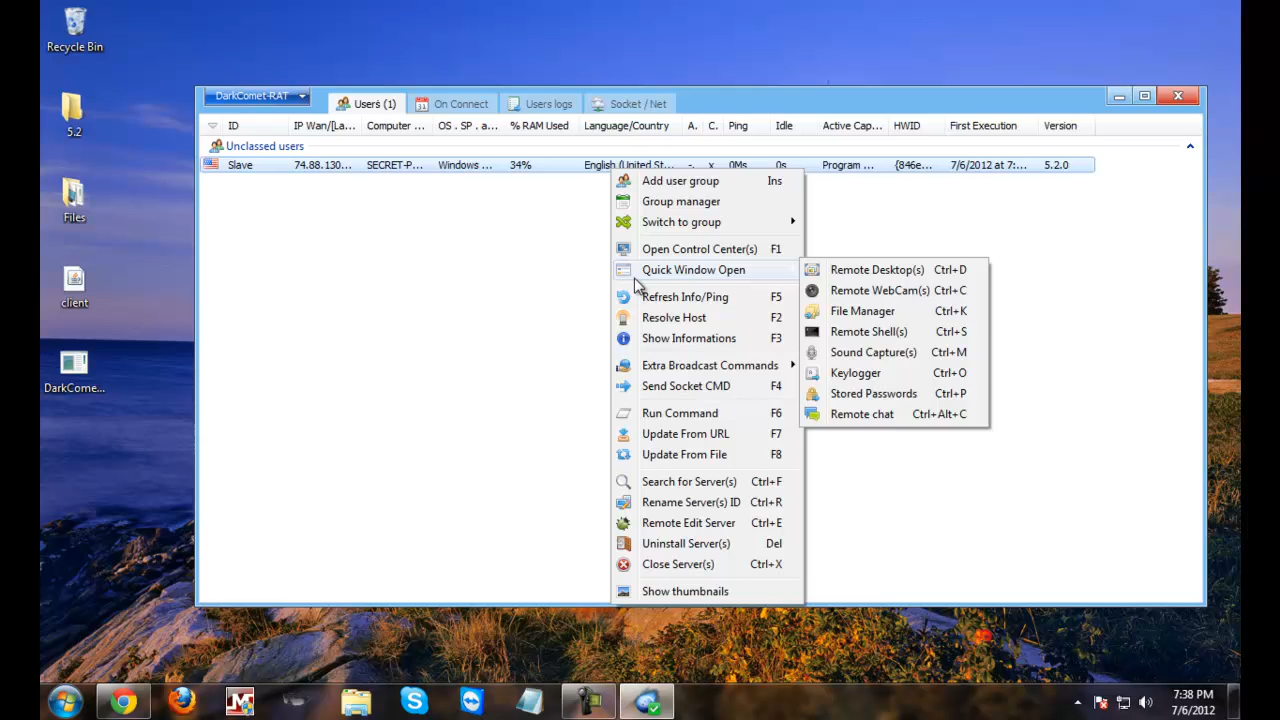 Recycle Bin
5.2
Files
client
DarkCome...
DarkComet-RAT
Users (1)
On Connect
Users logs
Socket / Net
ID IP Wan/[La... Computer ... OS . SP . a... % RAM Used Language/Country A. C. Ping Idle Active Cap... HWID First Execution Version
Unclassed users
Slave 74.88.130... SECRET-P... Windows ... 34% English (United St... -. x 0Ms 0s Program ... {846e... 7/6/2012 at 7:... 5.2.0
Add user group Ins
Group manager
Switch to group
Open Control Center(s) F1
Quick Window Open
Refresh Info/Ping F5
Resolve Host F2
Show Informations F3
Extra Broadcast Commands
Send Socket CMD F4
Run Command F6
Update From URL F7
Update From File F8
Search for Server(s) Ctrl+F
Rename Server(s) ID Ctrl+R
Remote Edit Server Ctrl+E
Uninstall Server(s) Del
Close Server(s) Ctrl+X
Show thumbnails
Remote Desktop(s) Ctrl+D
Remote WebCam(s) Ctrl+C
File Manager Ctrl+K
Remote Shell(s) Ctrl+S
Sound Capture(s) Ctrl+M
Keylogger Ctrl+O
Stored Passwords Ctrl+P
Remote chat Ctrl+Alt+C
7:38 PM
7/6/2012